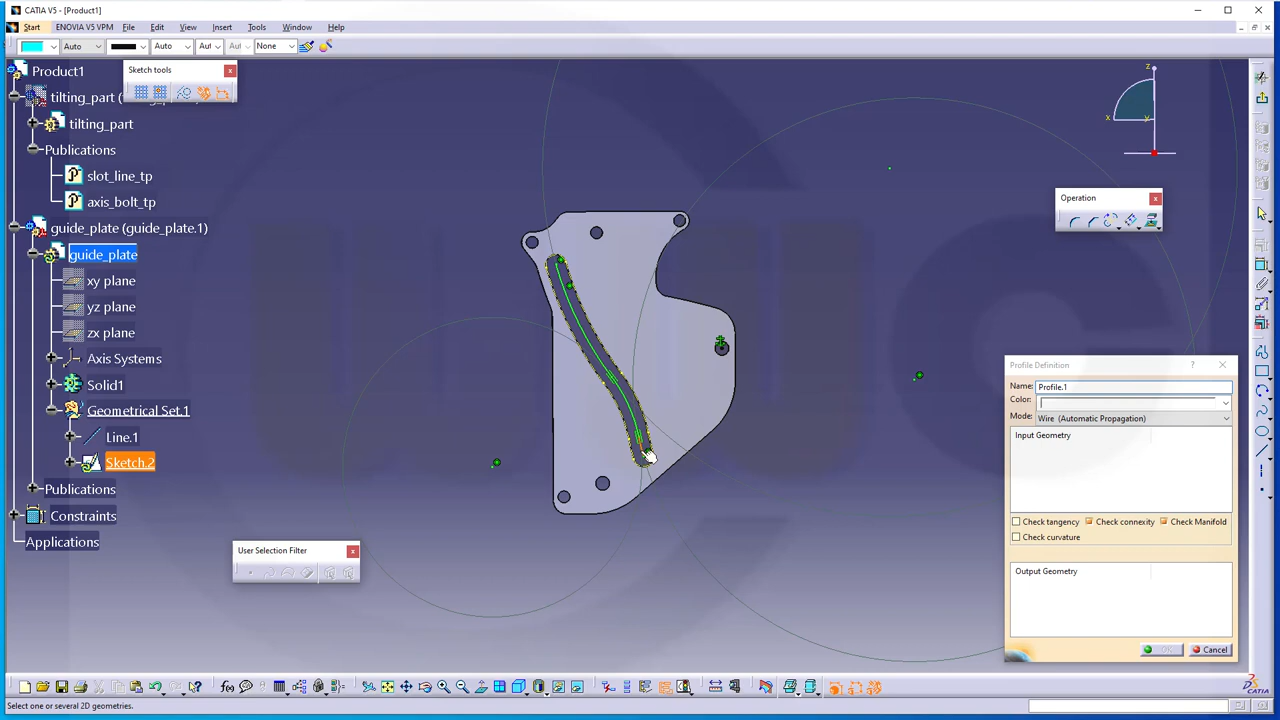 CATIA V5 - [Product1]
Start ENOVIA V5 VPM File Edit View Insert Tools Window Help
Auto Auto Aut Aut None
Sketch tools
Product1
tilting_part (
tilting_part
Publications
slot_line_tp
axis_bolt_tp
guide_plate (guide_plate.1)
guide_plate
xy plane
yz plane
zx plane
Axis Systems
Solid1
Geometrical Set.1
Line.1
Sketch.2
Publications
Constraints
Applications
z
x
y
Operation
Profile Definition
Name: Profile.1
Color:
Mode: Wire (Automatic Propagation)
Input Geometry
Check tangency Check connexity Check Manifold
Check curvature
Output Geometry
OK Cancel
User Selection Filter
Select one or several 2D geometries.
CATIA